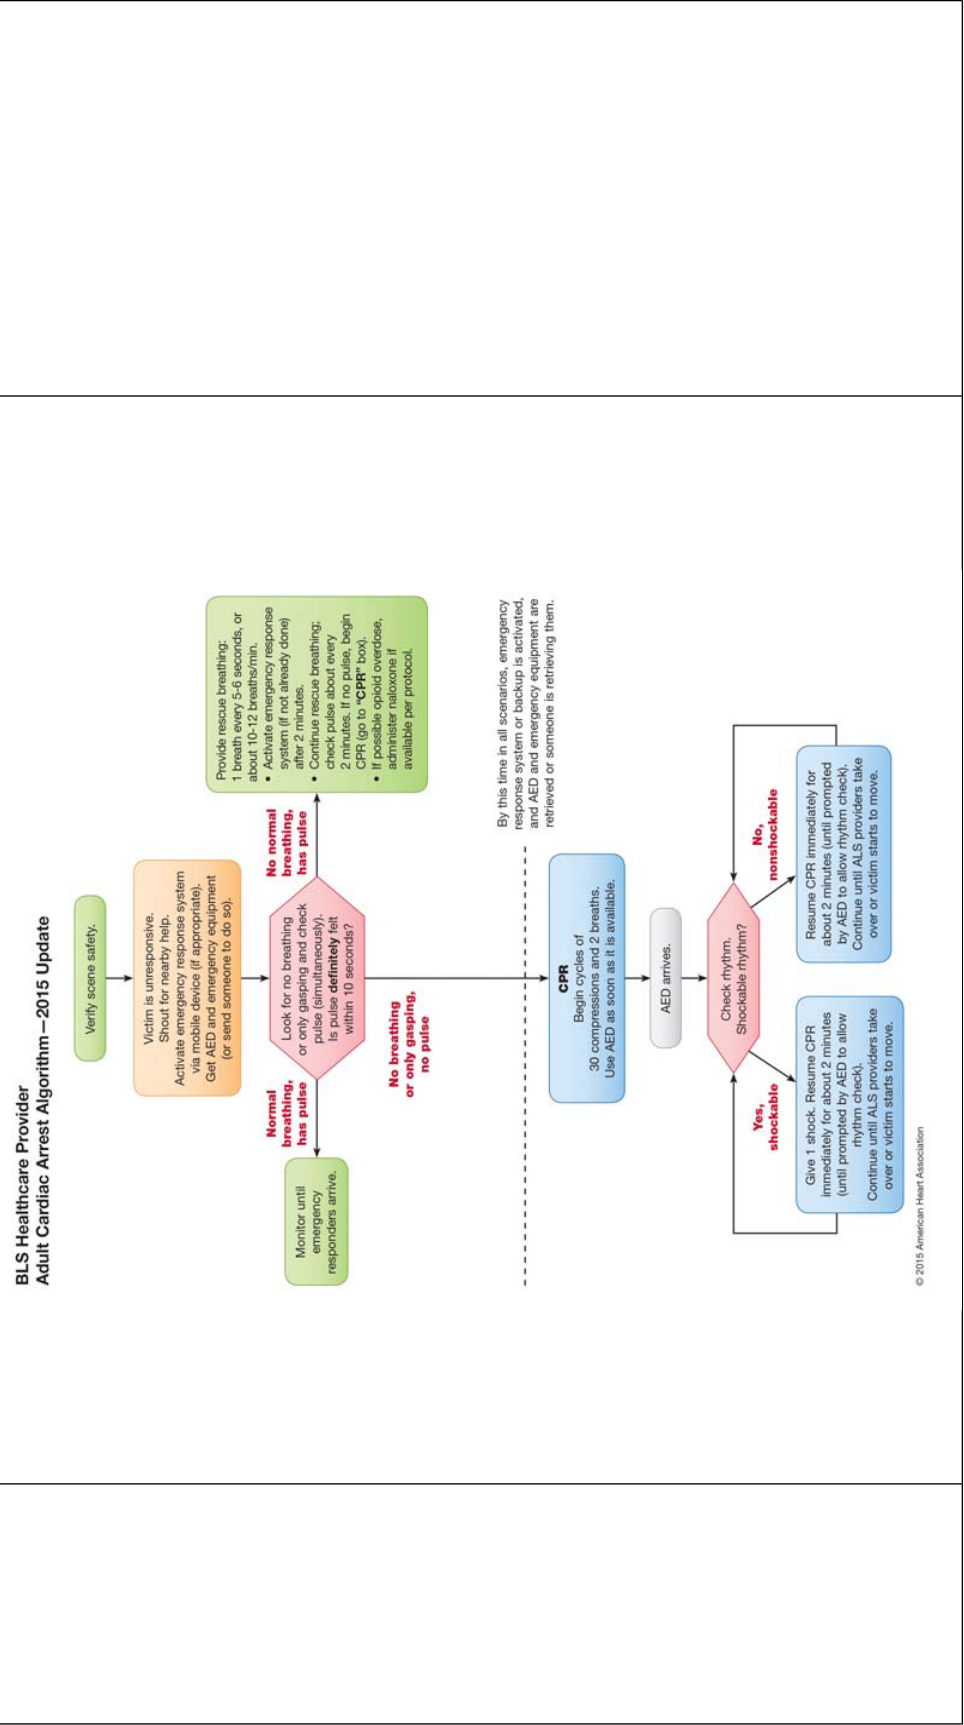 BLS Healthcare Provider
Adult Cardiac Arrest Algorithm—2015 Update
Verify scene safety.
Victim is unresponsive.
Shout for nearby help.
Activate emergency response system
via mobile device (if appropriate).
Get AED and emergency equipment
(or send someone to do so).
Normal
breathing,
has pulse
Monitor until
emergency
responders arrive.
Look for no breathing
or only gasping and check
pulse (simultaneously).
Is pulse definitely felt
within 10 seconds?
No normal
breathing,
has pulse
Provide rescue breathing:
1 breath every 5-6 seconds, or
about 10-12 breaths/min.
• Activate emergency response
system (if not already done)
after 2 minutes.
• Continue rescue breathing;
check pulse about every
2 minutes. If no pulse, begin
CPR (go to "CPR" box).
• If possible opioid overdose,
administer naloxone if
available per protocol.
No breathing
or only gasping,
no pulse
By this time in all scenarios, emergency
response system or backup is activated,
and AED and emergency equipment are
retrieved or someone is retrieving them.
CPR
Begin cycles of
30 compressions and 2 breaths.
Use AED as soon as it is available.
AED arrives.
Check rhythm.
Shockable rhythm?
Yes,
shockable
No,
nonshockable
Give 1 shock. Resume CPR
immediately for about 2 minutes
(until prompted by AED to allow
rhythm check).
Continue until ALS providers take
over or victim starts to move.
Resume CPR immediately for
about 2 minutes (until prompted
by AED to allow rhythm check).
Continue until ALS providers take
over or victim starts to move.
© 2015 American Heart Association